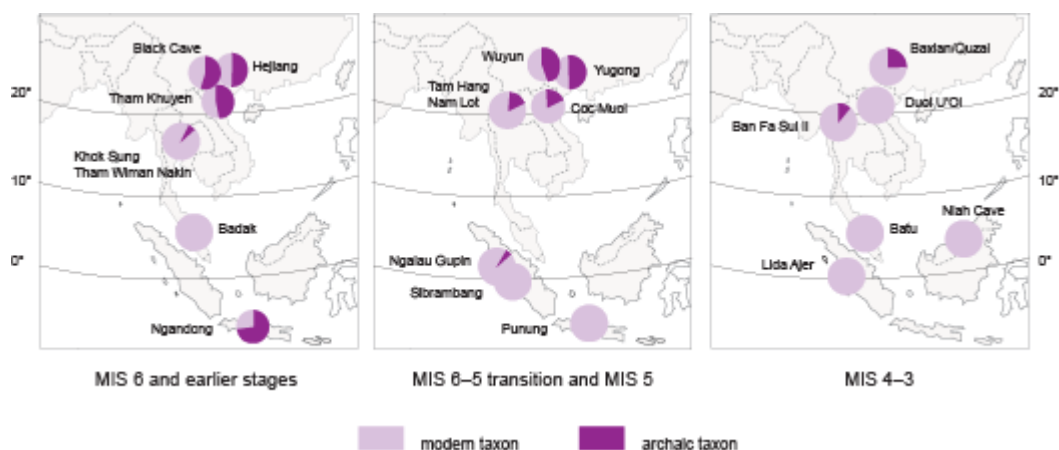 Black Cave
Hejiang
Tham Khuyen
Khok Sung
Tham Wiman Nakin
Badak
Ngandong
20°
10°
0°
MIS 6 and earlier stages
Wuyun
Yugong
Tam Hang
Nam Lot
Coc Muoi
Ngalau Gupin
Sibrambang
Punung
MIS 6–5 transition and MIS 5
Baxian/Quzai
Duoi U'Oi
Ban Fa Sui II
Batu
Niah Cave
Lida Ajer
20°
10°
0°
MIS 4–3
modern taxon
archaic taxon